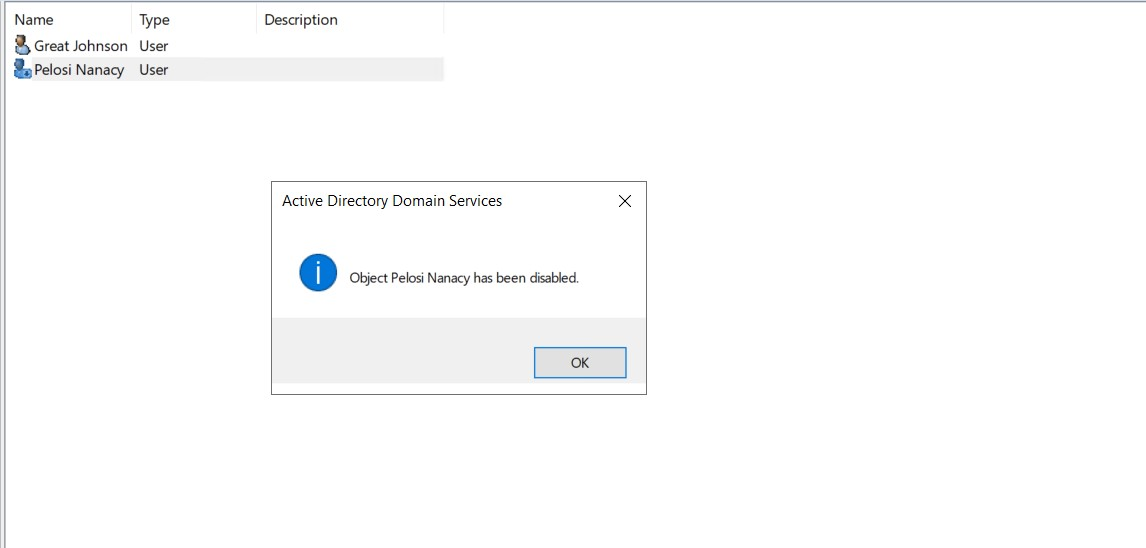 Name Type Description
Great Johnson User
Pelosi Nanacy User
Active Directory Domain Services
Object Pelosi Nanacy has been disabled.
OK